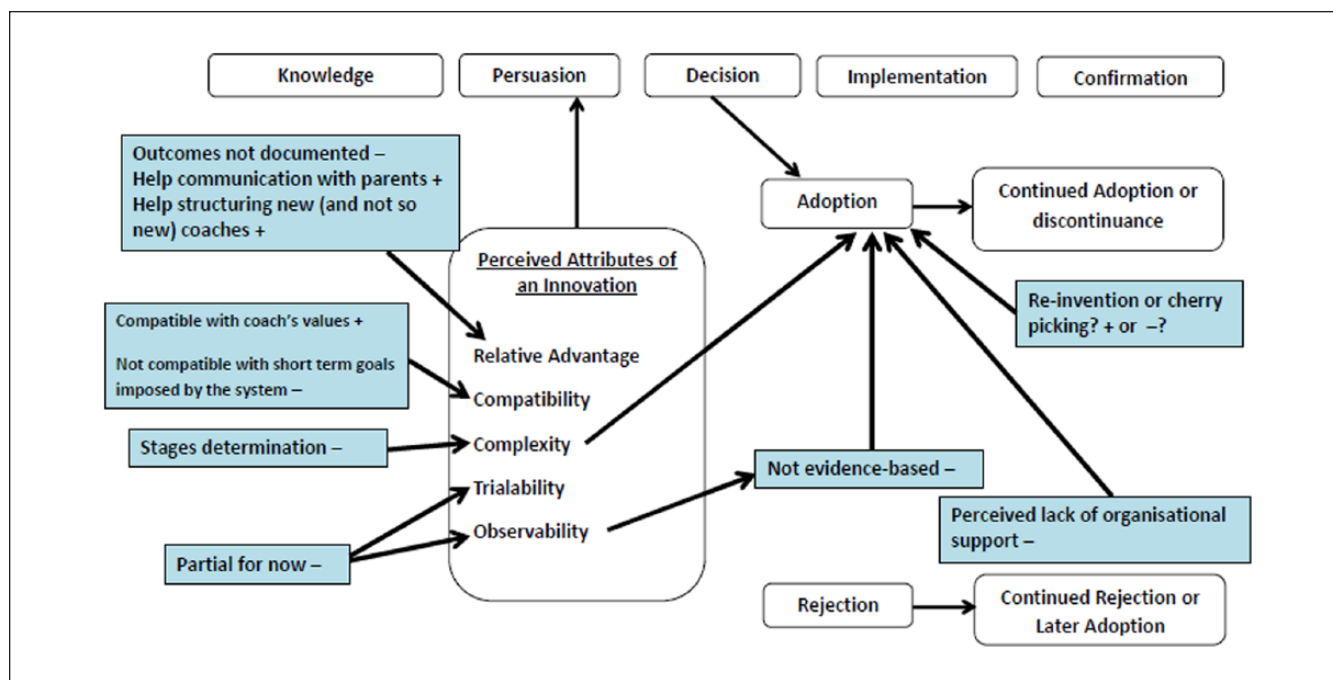 Knowledge
Persuasion
Decision
Implementation
Confirmation
Outcomes not documented –
Help communication with parents +
Help structuring new (and not so
new) coaches +
Compatible with coach's values +
Not compatible with short term goals
imposed by the system –
Stages determination –
Partial for now –
Perceived Attributes of
an Innovation
Relative Advantage
Compatibility
Complexity
Trialability
Observability
Adoption
Continued Adoption or
discontinuance
Re-invention or cherry
picking? + or –?
Not evidence-based –
Perceived lack of organisational
support –
Rejection
Continued Rejection or
Later Adoption